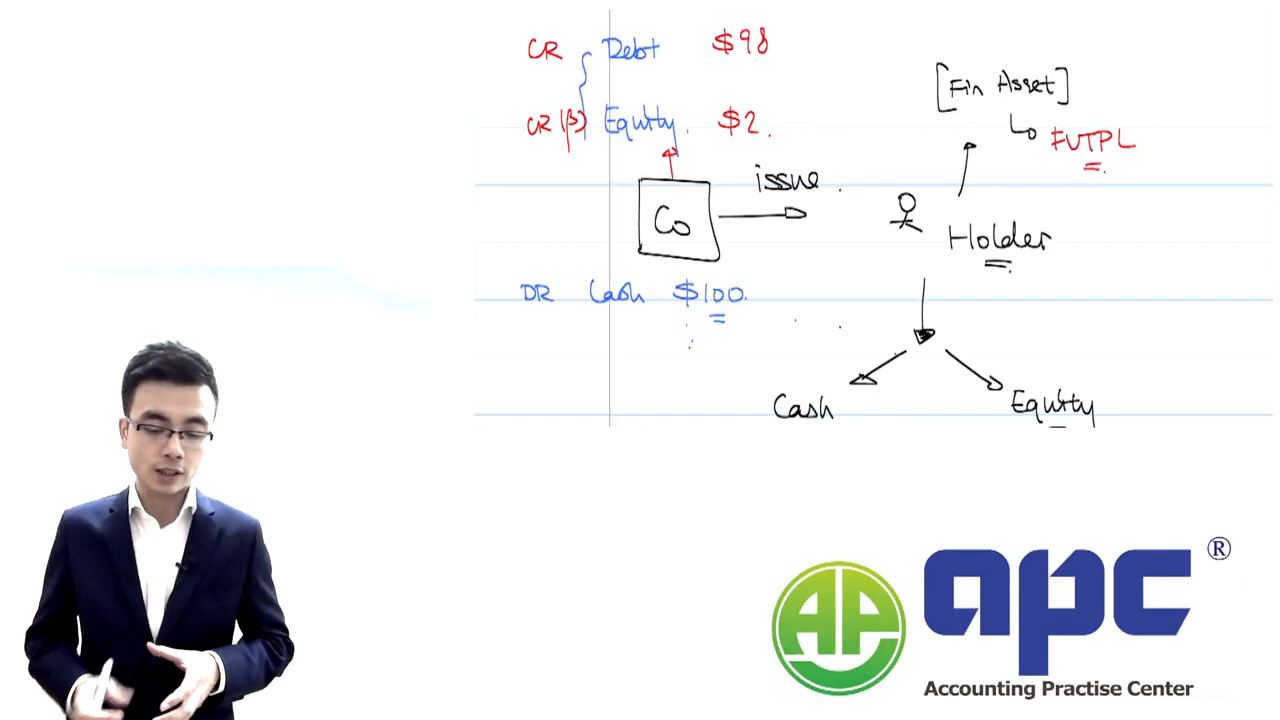 CR Debt $98
[Fin Asset]
CR (β) Equity. $2.
FVTPL
issue.
Co
Holder
DR Cash $100.
Cash
Equity
®
AP
apc
Accounting Practise Center